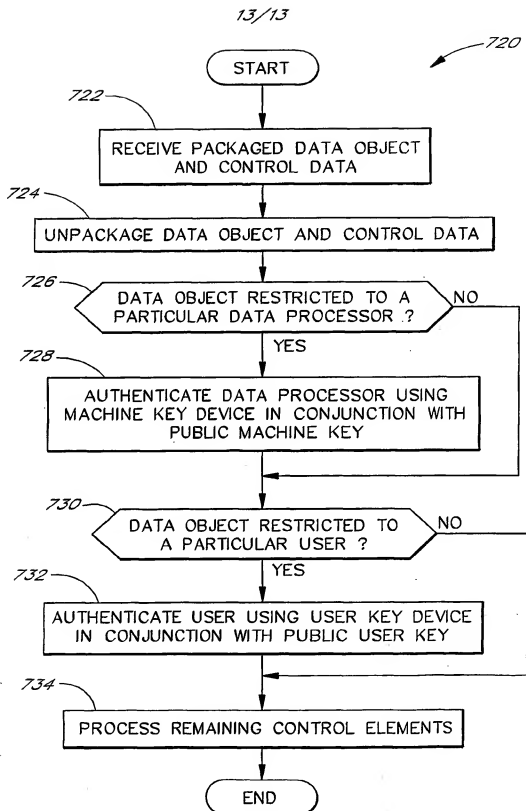 13/13
720
START
722
RECEIVE PACKAGED DATA OBJECT
AND CONTROL DATA
724
UNPACKAGE DATA OBJECT AND CONTROL DATA
726
DATA OBJECT RESTRICTED TO A
PARTICULAR DATA PROCESSOR ?
NO
YES
728
AUTHENTICATE DATA PROCESSOR USING
MACHINE KEY DEVICE IN CONJUNCTION WITH
PUBLIC MACHINE KEY
730
DATA OBJECT RESTRICTED TO
A PARTICULAR USER ?
NO
YES
732
AUTHENTICATE USER USING USER KEY DEVICE
IN CONJUNCTION WITH PUBLIC USER KEY
734
PROCESS REMAINING CONTROL ELEMENTS
END